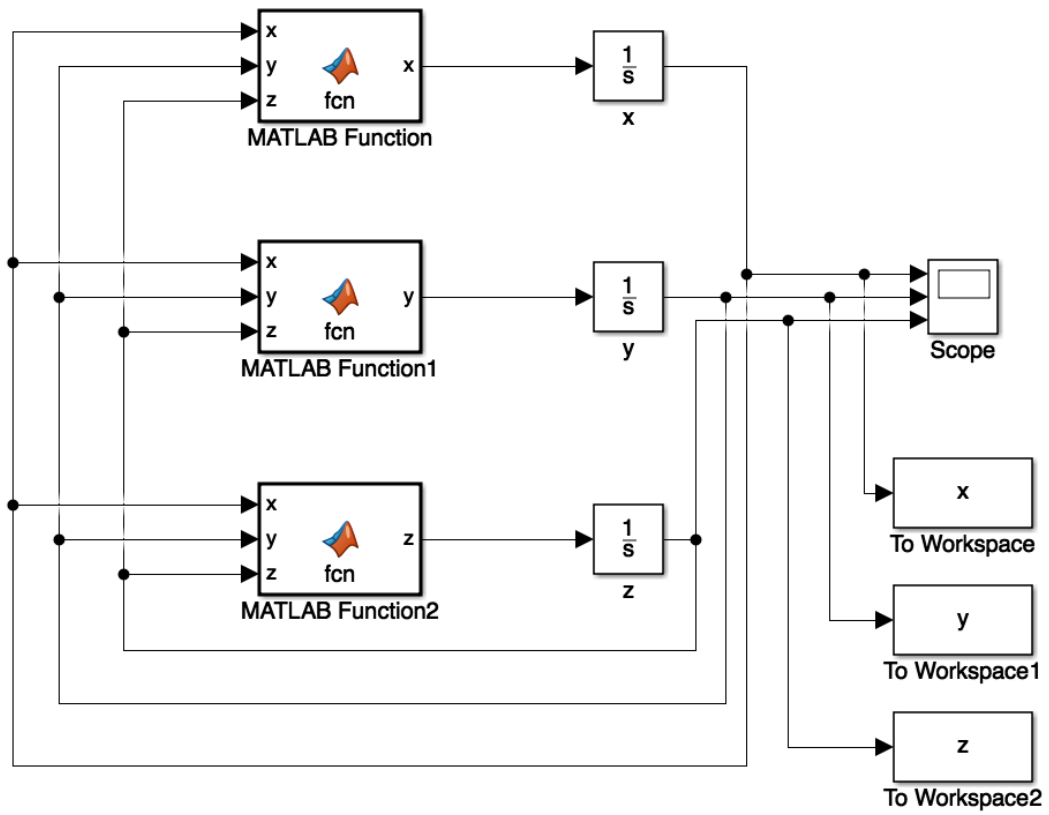 x
y
z
x
fcn
MATLAB Function
1
s
x
x
y
z
y
fcn
MATLAB Function1
1
s
y
Scope
x
y
z
z
fcn
MATLAB Function2
1
s
z
x
To Workspace
y
To Workspace1
z
To Workspace2